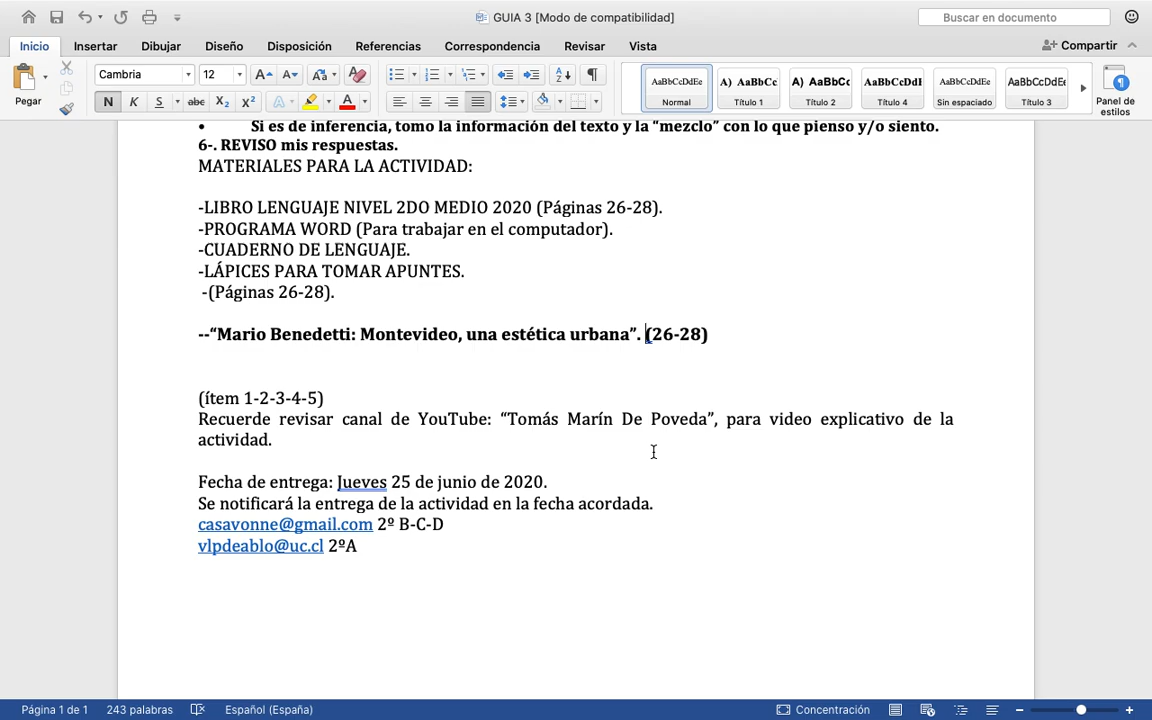 GUIA 3 [Modo de compatibilidad]
Buscar en documento
Inicio Insertar Dibujar Diseño Disposición Referencias Correspondencia Revisar Vista
Compartir
Pegar
Cambria 12
N K S abc X₂ X²
AaBbCcDdEe Normal
A) AaBbCc Título 1
A) AaBbCc Título 2
AaBbCcDdI Título 4
AaBbCcDdEe Sin espaciado
AaBbCcDdEe Título 3
Panel de estilos
• Si es de inferencia, tomo la información del texto y la “mezclo” con lo que pienso y/o siento.
6-. REVISO mis respuestas.
MATERIALES PARA LA ACTIVIDAD:
-LIBRO LENGUAJE NIVEL 2DO MEDIO 2020 (Páginas 26-28).
-PROGRAMA WORD (Para trabajar en el computador).
-CUADERNO DE LENGUAJE.
-LÁPICES PARA TOMAR APUNTES.
-(Páginas 26-28).
--“Mario Benedetti: Montevideo, una estética urbana”. (26-28)
(ítem 1-2-3-4-5)
Recuerde revisar canal de YouTube: “Tomás Marín De Poveda”, para video explicativo de la
actividad.
Fecha de entrega: Jueves 25 de junio de 2020.
Se notificará la entrega de la actividad en la fecha acordada.
casavonne@gmail.com 2º B-C-D
vlpdeablo@uc.cl 2ºA
Página 1 de 1 243 palabras Español (España) Concentración